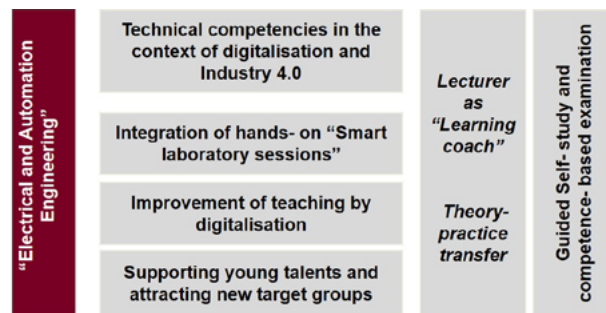 “Electrical and Automation
Engineering”
Technical competencies in the
context of digitalisation and
Industry 4.0
Integration of hands- on “Smart
laboratory sessions”
Improvement of teaching by
digitalisation
Supporting young talents and
attracting new target groups
Lecturer
as
“Learning
coach”
Theory-
practice
transfer
Guided Self- study and
competence- based examination